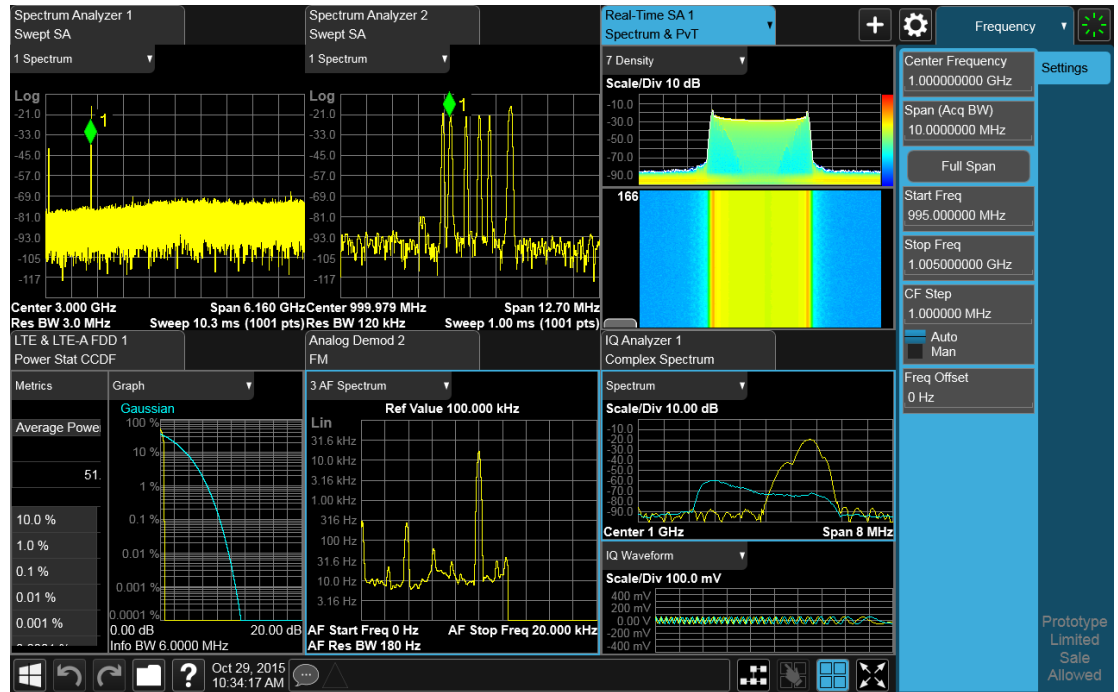 Spectrum Analyzer 1
Swept SA
Spectrum Analyzer 2
Swept SA
Real-Time SA 1
Spectrum & PvT
Frequency
1 Spectrum
Log
1
-21.0
-33.0
-45.0
-57.0
-69.0
-81.0
-93.0
-105
-117
Center 3.000 GHz
Span 6.160 GHz
Res BW 3.0 MHz
Sweep 10.3 ms (1001 pts)
1 Spectrum
Log
1
-21.0
-33.0
-45.0
-57.0
-69.0
-81.0
-93.0
-105
-117
Center 999.979 MHz
Span 12.70 MHz
Res BW 120 kHz
Sweep 1.00 ms (1001 pts)
7 Density
Scale/Div 10 dB
-10.0
-30.0
-50.0
-70.0
-90.0
166
Center Frequency
1.000000000 GHz
Span (Acq BW)
10.0000000 MHz
Full Span
Start Freq
995.000000 MHz
Stop Freq
1.005000000 GHz
CF Step
1.000000 MHz
Auto
Man
Freq Offset
0 Hz
Settings
LTE & LTE-A FDD 1
Power Stat CCDF
Metrics
Average Power
51.
10.0 %
1.0 %
0.1 %
0.01 %
0.001 %
Graph
Gaussian
100 %
10 %
1 %
0.1 %
0.01 %
0.001 %
0.0001 %
0.00 dB
20.00 dB
Info BW 6.0000 MHz
Analog Demod 2
FM
3 AF Spectrum
Ref Value 100.000 kHz
Lin
31.6 kHz
10.0 kHz
3.16 kHz
1.00 kHz
316 Hz
100 Hz
31.6 Hz
10.0 Hz
3.16 Hz
AF Start Freq 0 Hz
AF Stop Freq 20.000 kHz
AF Res BW 180 Hz
IQ Analyzer 1
Complex Spectrum
Spectrum
Scale/Div 10.00 dB
-10.0
-20.0
-30.0
-40.0
-50.0
-60.0
-70.0
-80.0
-90.0
Center 1 GHz
Span 8 MHz
IQ Waveform
Scale/Div 100.0 mV
400 mV
200 mV
0.00 V
-200 mV
-400 mV
Prototype
Limited
Sale
Allowed
?
Oct 29, 2015
10:34:17 AM